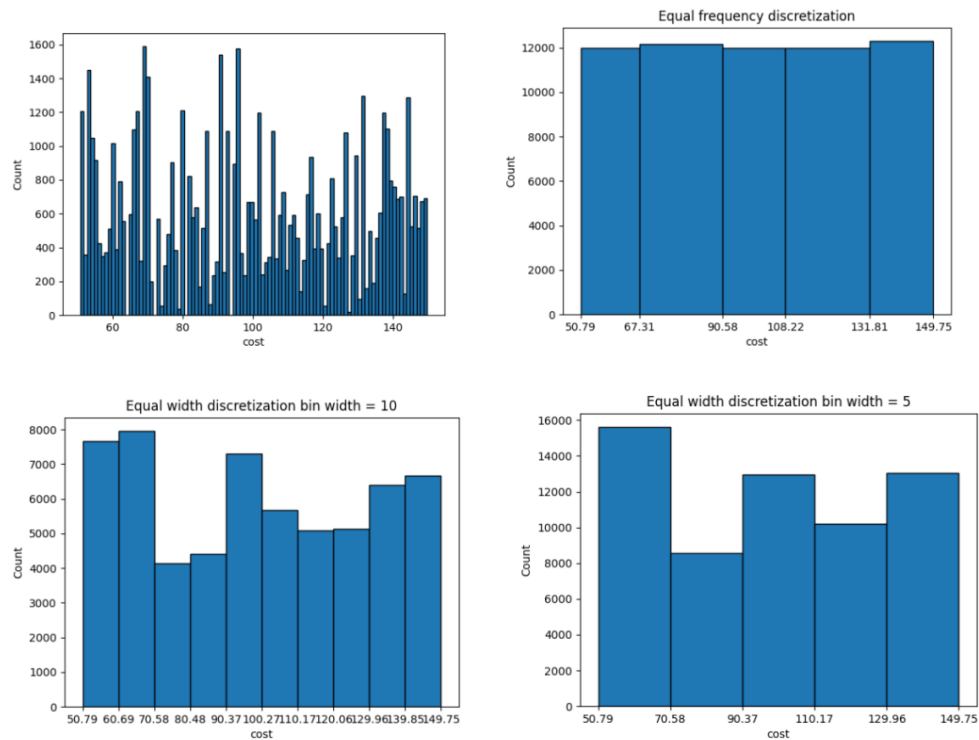 1600
1400
1200
1000
800
600
400
200
0
Count
60 80 100 120 140
cost
Equal frequency discretization
12000
10000
8000
6000
4000
2000
0
Count
50.79 67.31 90.58 108.22 131.81 149.75
cost
Equal width discretization bin width = 10
8000
7000
6000
5000
4000
3000
2000
1000
0
Count
50.79 60.69 70.58 80.48 90.37 100.27 110.17 120.06 129.96 139.85 149.75
cost
Equal width discretization bin width = 5
16000
14000
12000
10000
8000
6000
4000
2000
0
Count
50.79 70.58 90.37 110.17 129.96 149.75
cost